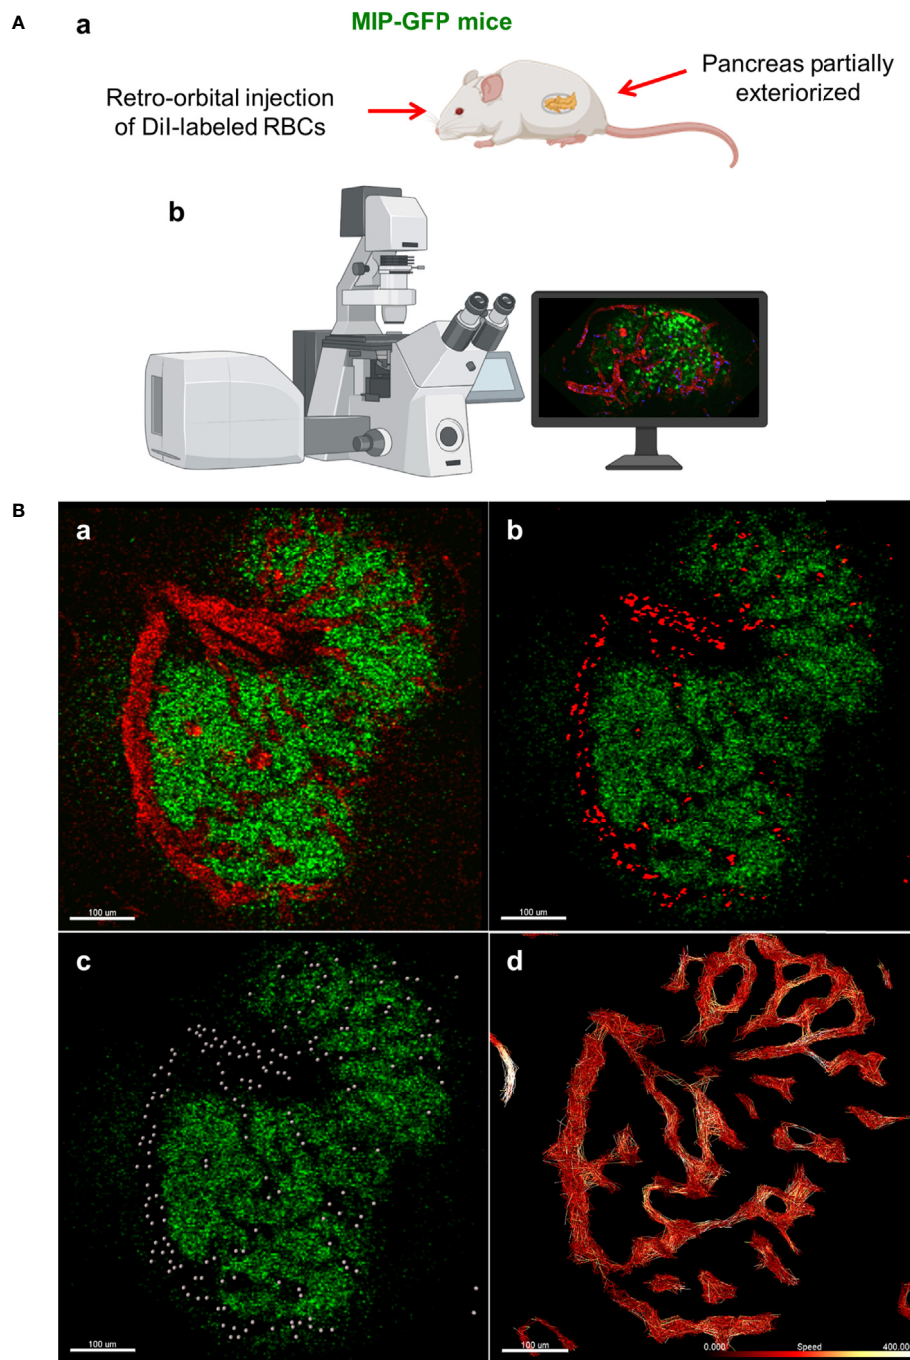 A
a
MIP-GFP mice
Retro-orbital injection
of DiI-labeled RBCs
Pancreas partially
exteriorized
b
B
a
100 um
b
100 um
c
100 um
d
100 um
0.000
Speed
400.00